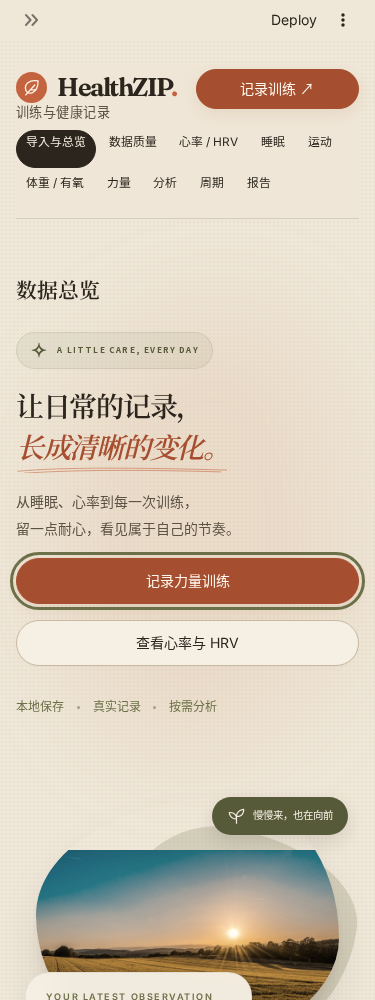 Deploy
HealthZIP.
记录训练 ↗
训练与健康记录
导入与总览 数据质量 心率 / HRV 睡眠 运动
体重 / 有氧 力量 分析 周期 报告
数据总览
A LITTLE CARE, EVERY DAY
让日常的记录，
长成清晰的变化。
从睡眠、心率到每一次训练，
留一点耐心，看见属于自己的节奏。
记录力量训练
查看心率与 HRV
本地保存 • 真实记录 • 按需分析
慢慢来，也在向前
YOUR LATEST OBSERVATION